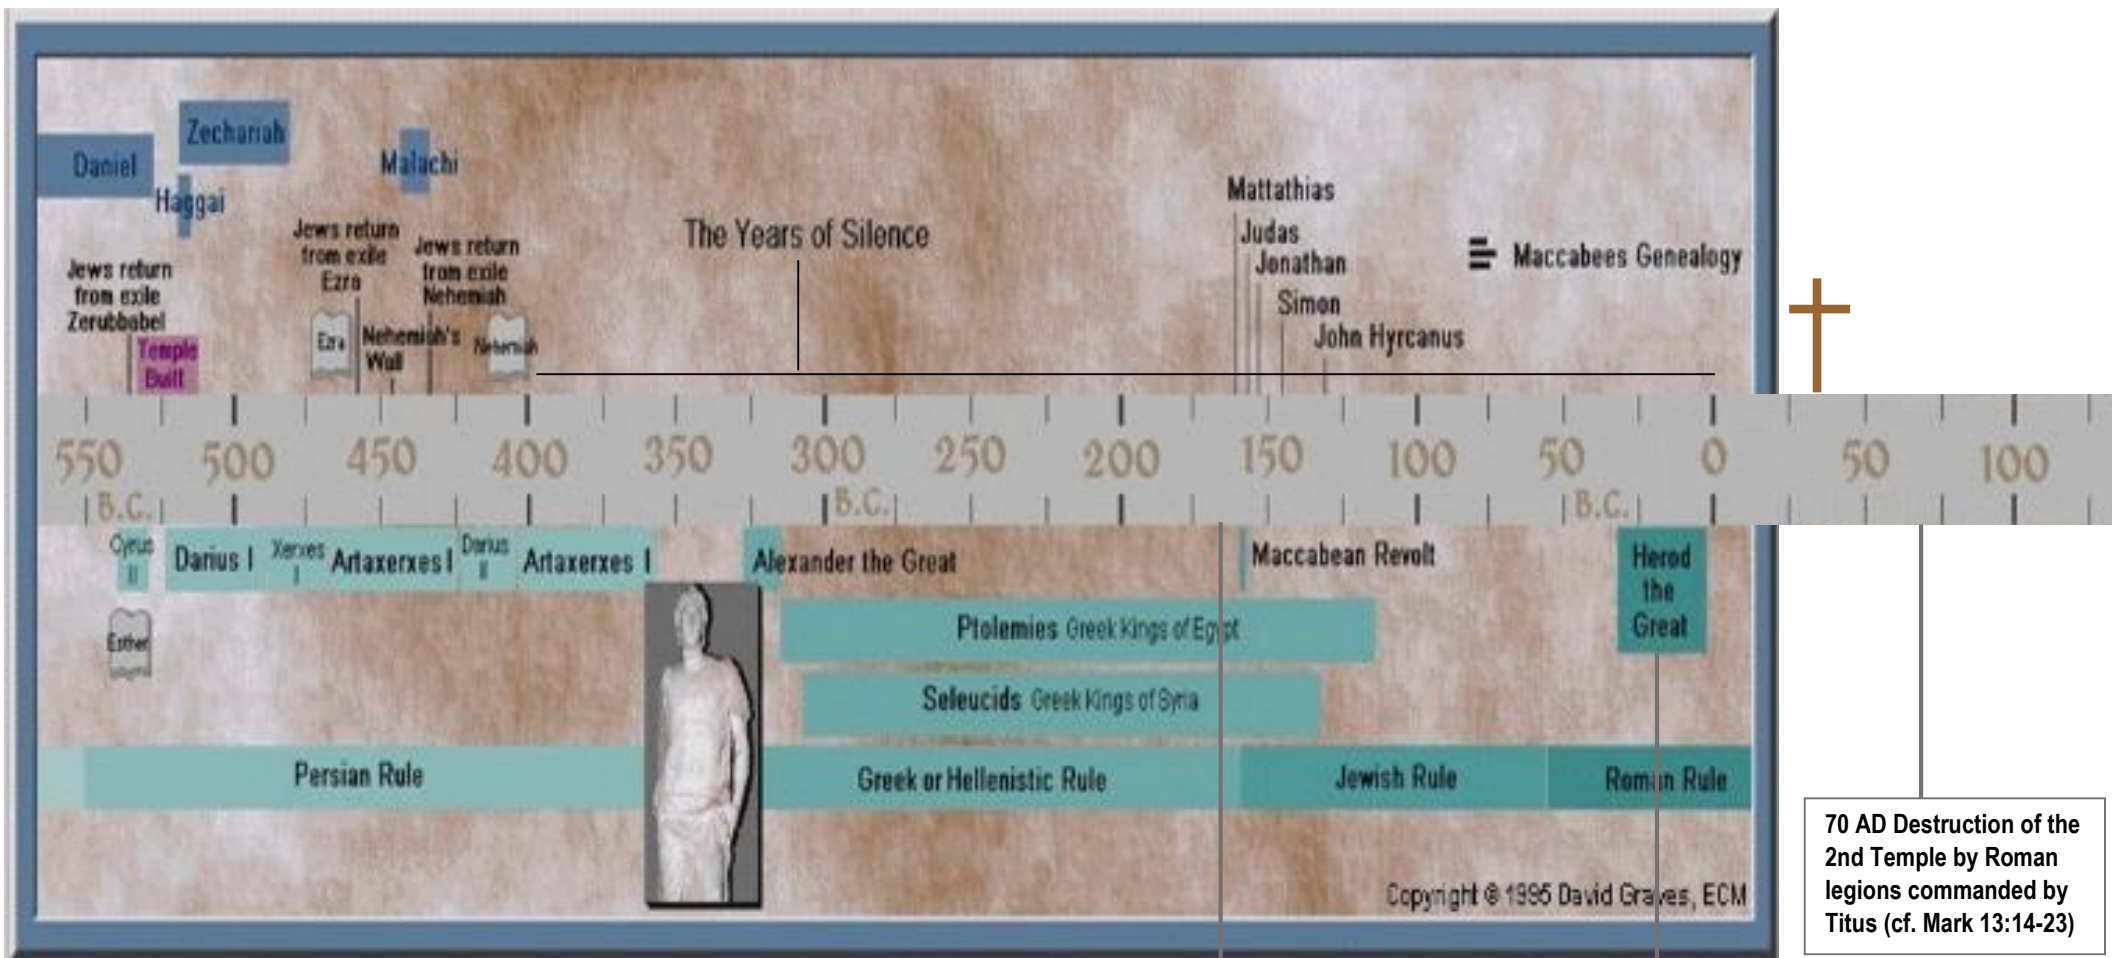 Zechariah
Daniel
Malachi
Haggai
Mattathias
Judas
Jonathan
Simon
John Hyrcanus
Maccabees Genealogy
The Years of Silence
Jews return
from exile
Ezra
Jews return
from exile
Nehemiah
Jews return
from exile
Zerubbabel
Temple
Built
Ezra
Nehemiah's
Wall
Nehemiah
550 500 450 400 350 300 250 200 150 100 50 0 50 100
B.C. B.C. B.C.
Cyrus
II
Darius I
Xerxes
I
Artaxerxes I
Darius
II
Artaxerxes I
Alexander the Great
Maccabean Revolt
Herod
the
Great
Esther
Ptolemies Greek Kings of Egypt
Seleucids Greek Kings of Syria
Persian Rule
Greek or Hellenistic Rule
Jewish Rule
Roman Rule
Copyright © 1995 David Graves, ECM
70 AD Destruction of the
2nd Temple by Roman
legions commanded by
Titus (cf. Mark 13:14-23)